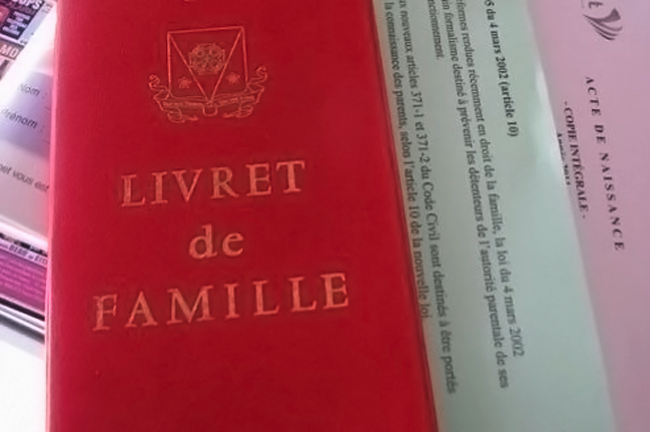 LIVRET
de
FAMILLE
du 4 mars 2002 (article 10)
réformes rendues récemment en droit de la famille, la loi du 4 mars 2002
formalisme destiné à prévenir les détenteurs de l'autorité parentale de ses
nouveaux articles 371-1 et 371-2 du Code Civil sont destinés à être portés
la connaissance des parents, selon l'article 10 de la nouvelle loi
ACTE DE NAISSANCE
- COPIE INTÉGRALE -
Nom :
Prénom :
vous est